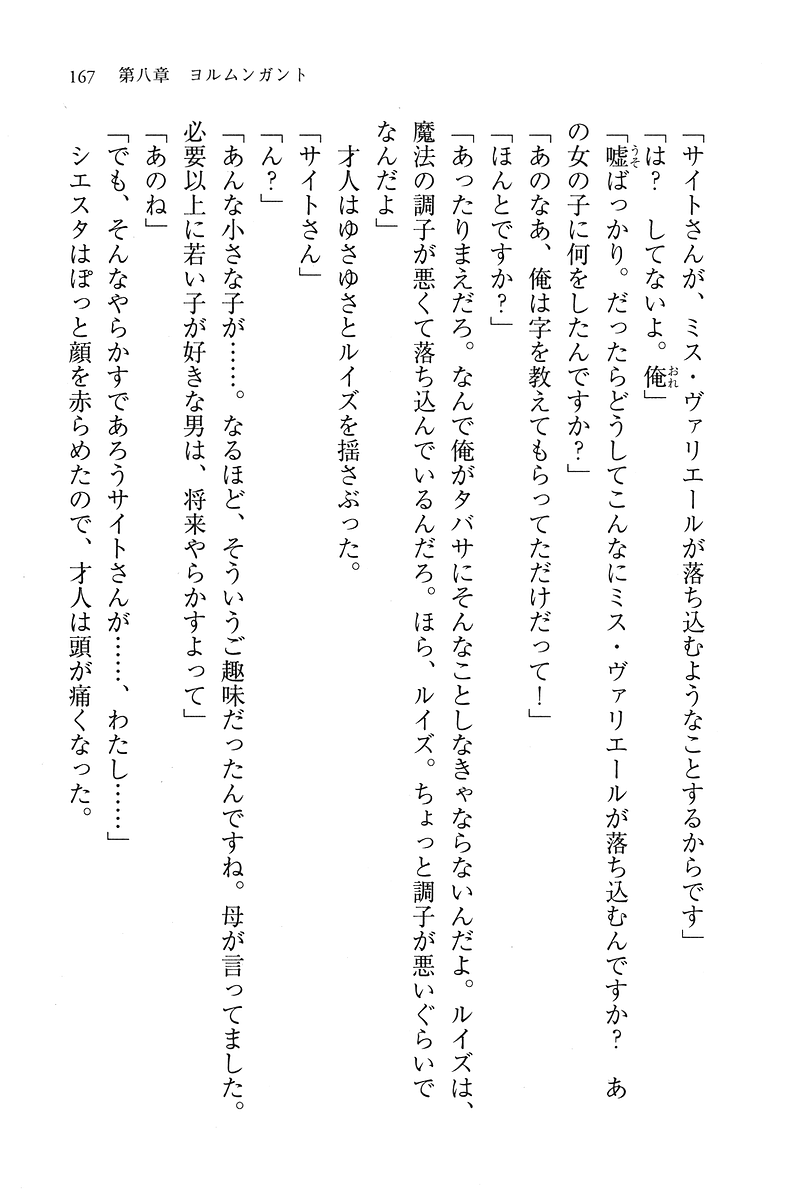 167　第八章　ヨルムンガント
「サイトさんが、ミス・ヴァリエールが落ち込むようなことするからです」
「は？　してないよ。俺」
「嘘ばっかり。だったらどうしてこんなにミス・ヴァリエールが落ち込むんですか？　あ
の女の子に何をしたんですか？」
「あのなあ、俺は字を教えてもらってただけだって！」
「ほんとですか？」
「あったりまえだろ。なんで俺がタバサにそんなことしなきゃならないんだよ。ルイズは、
魔法の調子が悪くて落ち込んでいるんだろ。ほら、ルイズ。ちょっと調子が悪いぐらいで
なんだよ」
　才人はゆさゆさとルイズを揺さぶった。
「サイトさん」
「ん？」
「あんな小さな子が……。なるほど、そういうご趣味だったんですね。母が言ってました。
必要以上に若い子が好きな男は、将来やらかすよって」
「あのね」
「でも、そんなやらかすであろうサイトさんが……、わたし……」
　シエスタはぽっと顔を赤らめたので、才人は頭が痛くなった。